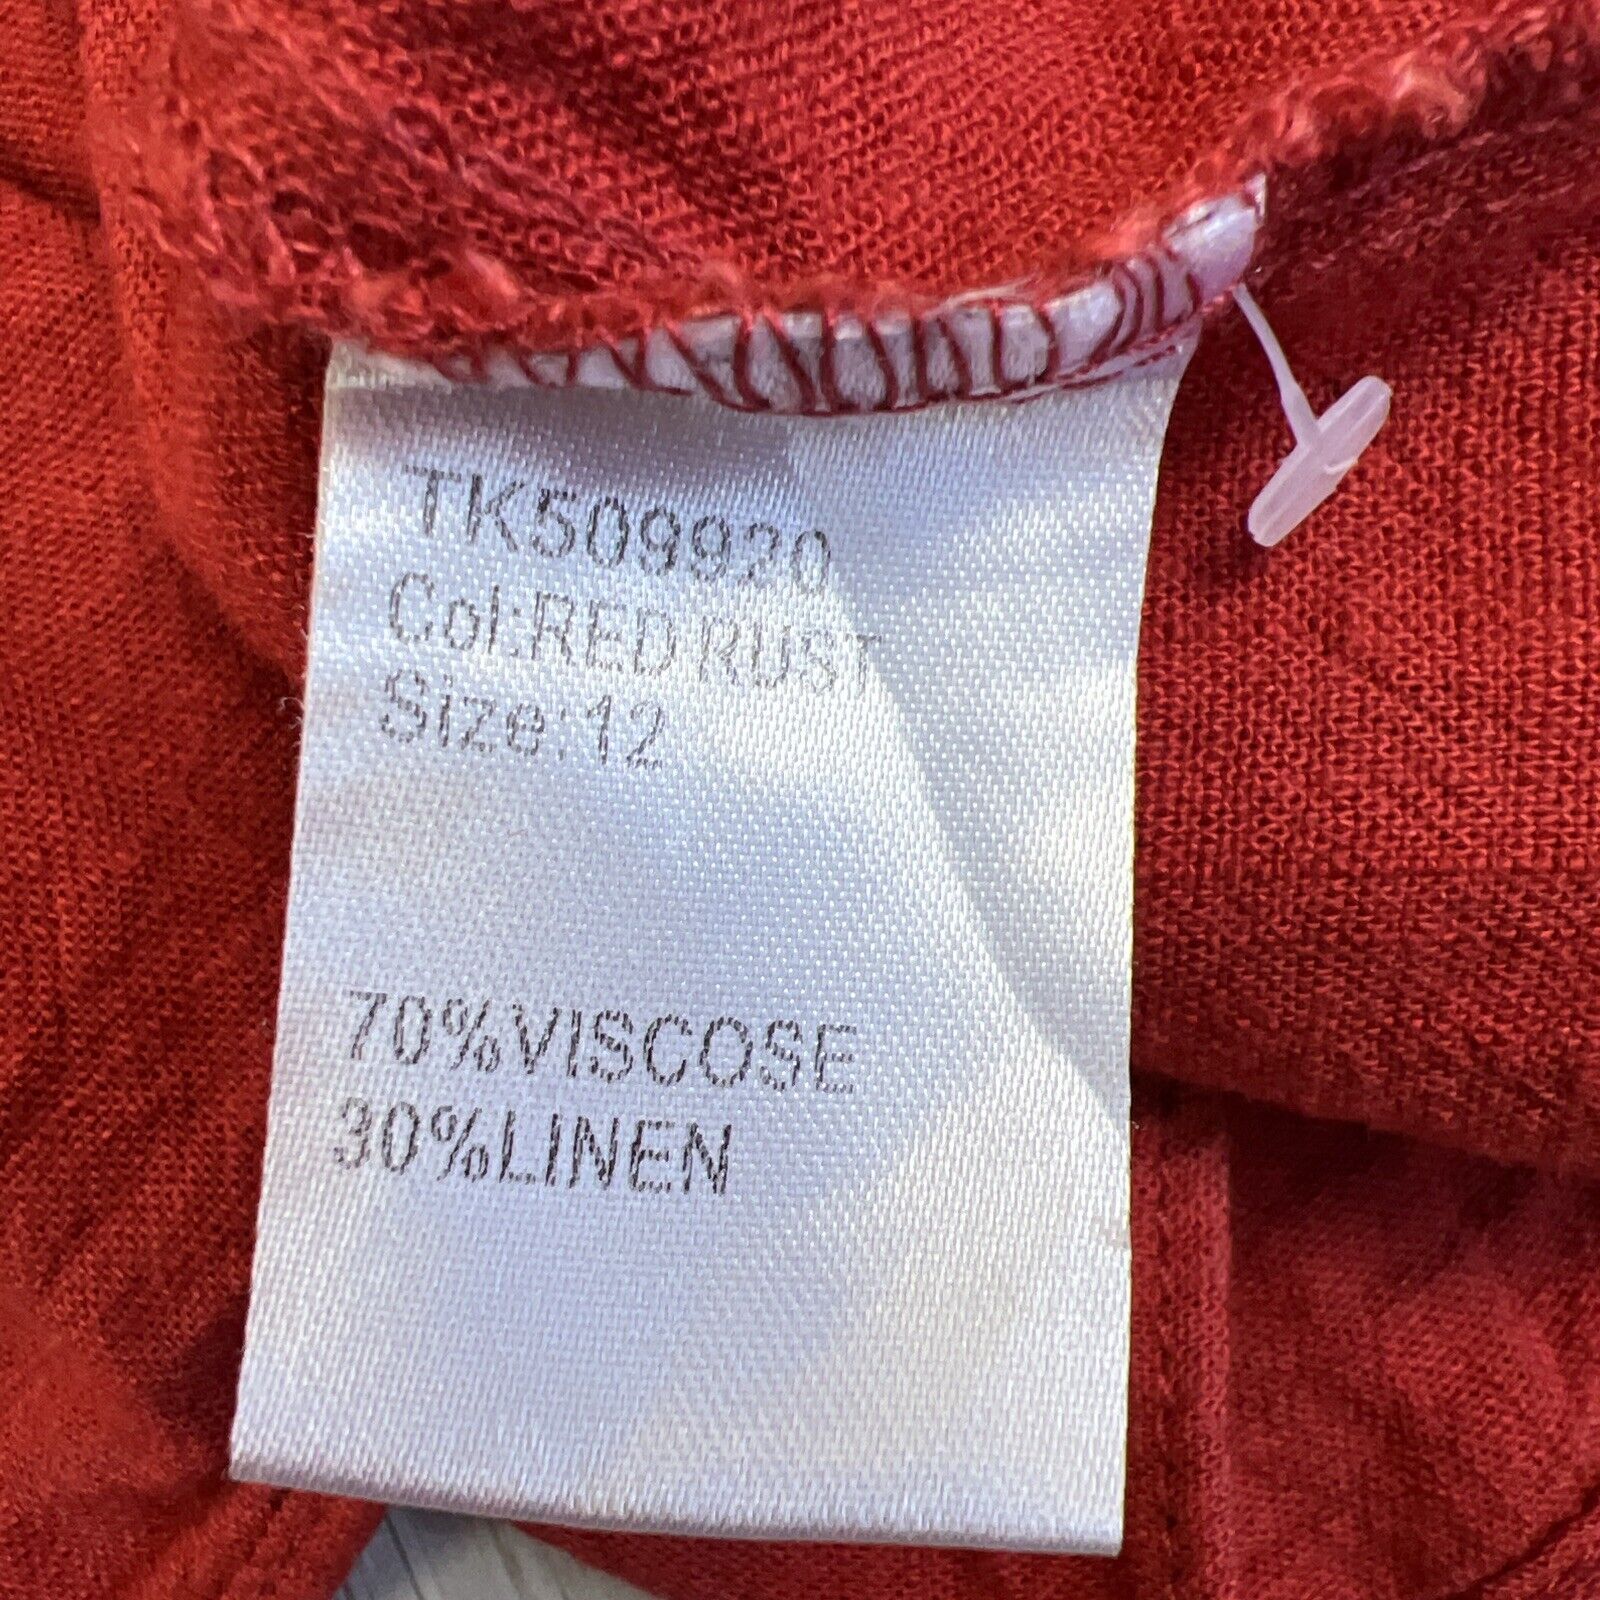 TK509920
Col:RED RUST
Size:12
70%VISCOSE
30%LINEN